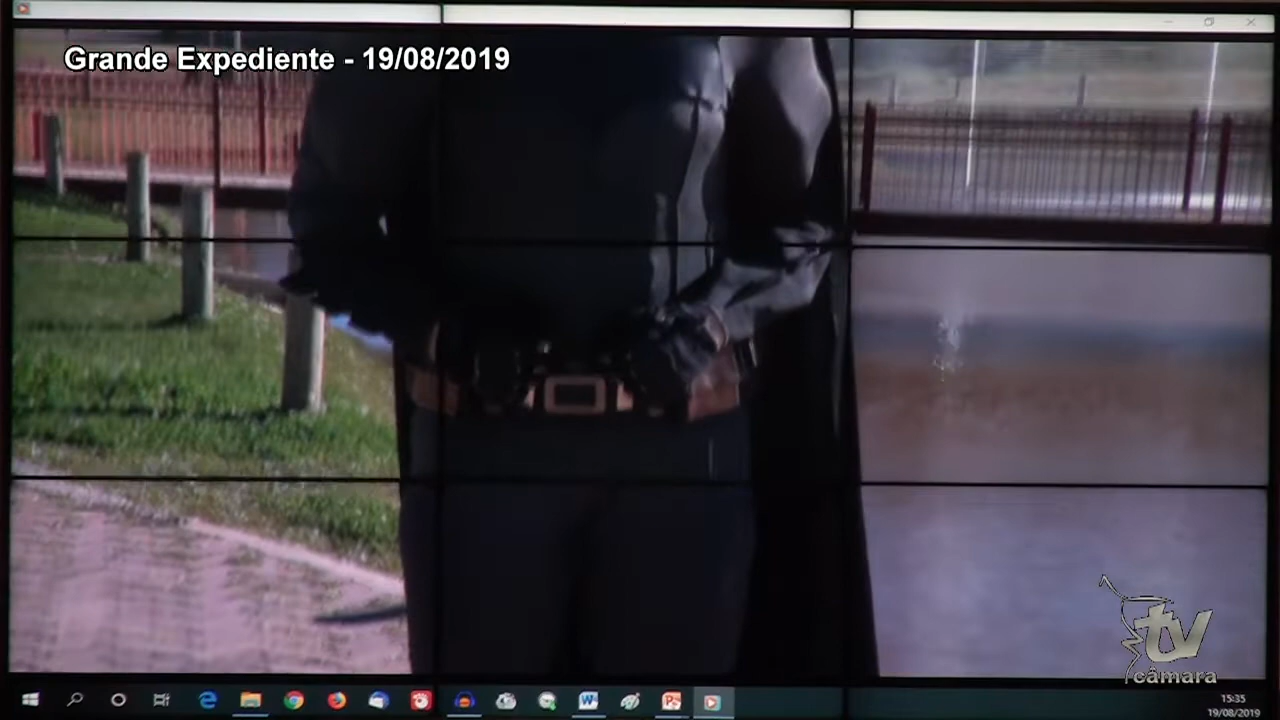 Grande Expediente - 19/08/2019
tv
câmara
15:35
19/08/2019